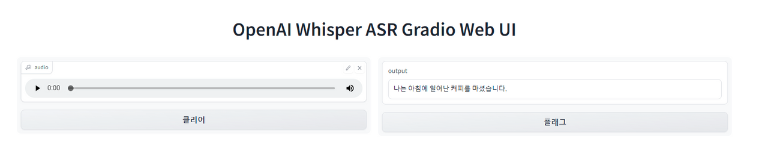 OpenAI Whisper ASR Gradio Web UI
audio
0:00
클리어
output
나는 아침에 일어난 커피를 마셨습니다.
플래그